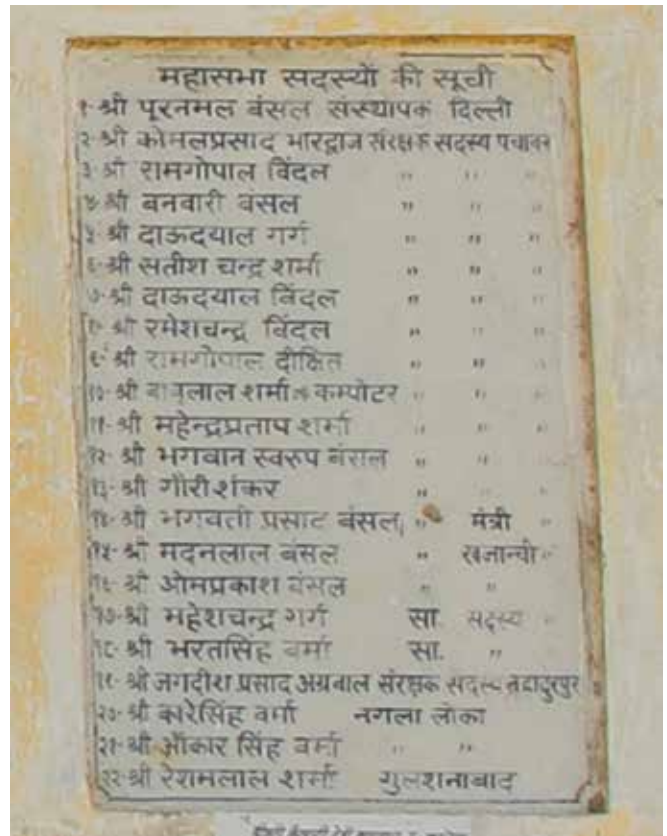 महासभा सदस्यों की सूची
१-श्री पूरनमल बंसल संस्थापक दिल्ली
२-श्री कोमलप्रसाद भारद्वाज संरक्षक सदस्य पचावर
३-श्री रामगोपाल विंदल " " "
४-श्री बनवारी बंसल " " "
५-श्री दाऊदयाल गर्ग " " "
६-श्री सतीश चन्द्र शर्मा " " "
७-श्री दाऊदयाल विंदल " " "
८-श्री रमेशचन्द्र विंदल " " "
९-श्री रामगोपाल दीक्षित " " "
१०-श्री बाबूलाल शर्मा कम्पोटर " " "
११-श्री महेन्द्रप्रताप शर्मा " " "
१२-श्री भगवान स्वरुप बंसल " " "
१३-श्री गौरीशंकर " " "
१४-श्री भगवती प्रसाद बंसल " मंत्री "
१५-श्री मदनलाल बंसल " खजान्ची "
१६-श्री ओमप्रकाश बंसल " "
१७-श्री महेशचन्द्र गर्ग सा. सदस्य "
१८-श्री भरतसिंह वर्मा सा. "
१९-श्री जगदीश प्रसाद अग्रवाल संरक्षक सदस्य
२०-श्री कारेसिंह वर्मा नगला लोका
२१-श्री ओंकार सिंह वर्मा " "
२२-श्री रेशमलाल शर्मा गुलशनाबाद